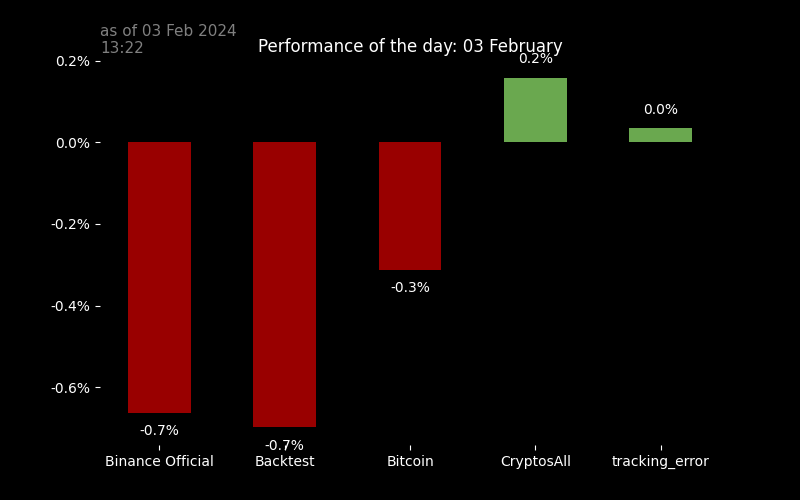 as of 03 Feb 2024
13:22
Performance of the day: 03 February
0.2%
0.0%
-0.2%
-0.4%
-0.6%
-0.7%
-0.7%
-0.3%
0.2%
0.0%
Binance Official
Backtest
Bitcoin
CryptosAll
tracking_error